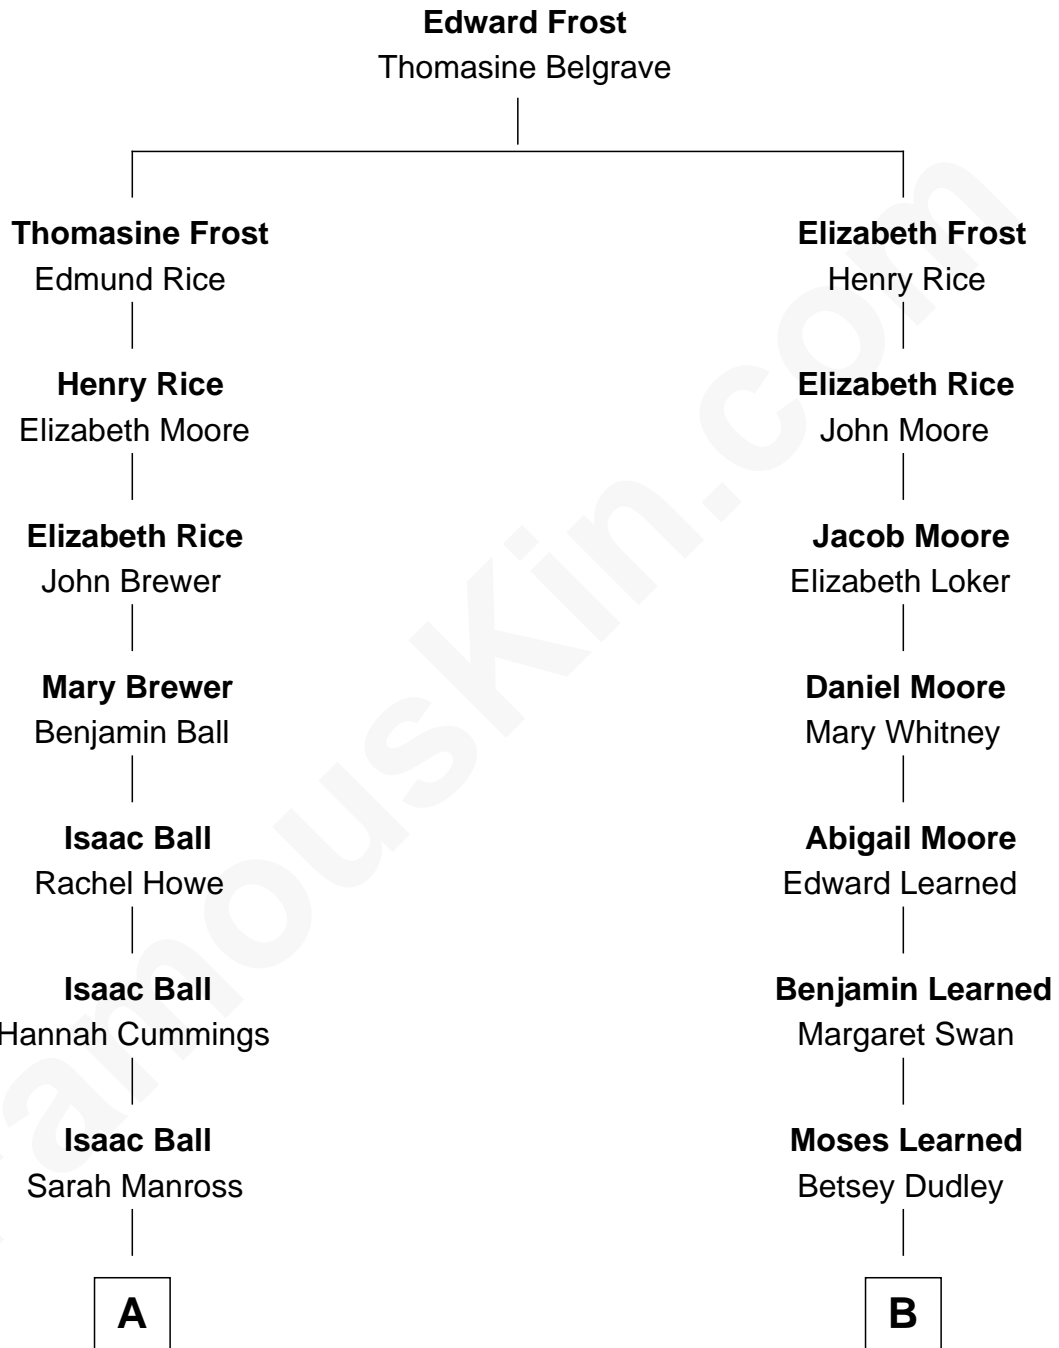 Edward Frost
Thomasine Belgrave
Thomasine Frost
Edmund Rice
Elizabeth Frost
Henry Rice
Henry Rice
Elizabeth Moore
Elizabeth Rice
John Moore
Elizabeth Rice
John Brewer
Jacob Moore
Elizabeth Loker
Mary Brewer
Benjamin Ball
Daniel Moore
Mary Whitney
Isaac Ball
Rachel Howe
Abigail Moore
Edward Learned
Isaac Ball
Hannah Cummings
Benjamin Learned
Margaret Swan
Isaac Ball
Sarah Manross
Moses Learned
Betsey Dudley
A
B
FamousKin.com